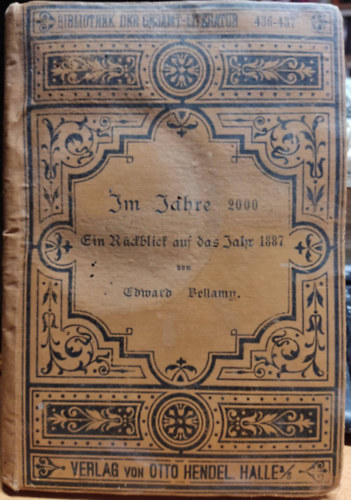 BIBLIOTHEK DER GESAMT-LITERATUR 436-437
Im Jahre 2000
Ein Rückblick auf das Jahr 1887
von
Edward Bellamy.
VERLAG VON OTTO HENDEL. HALLE a/S